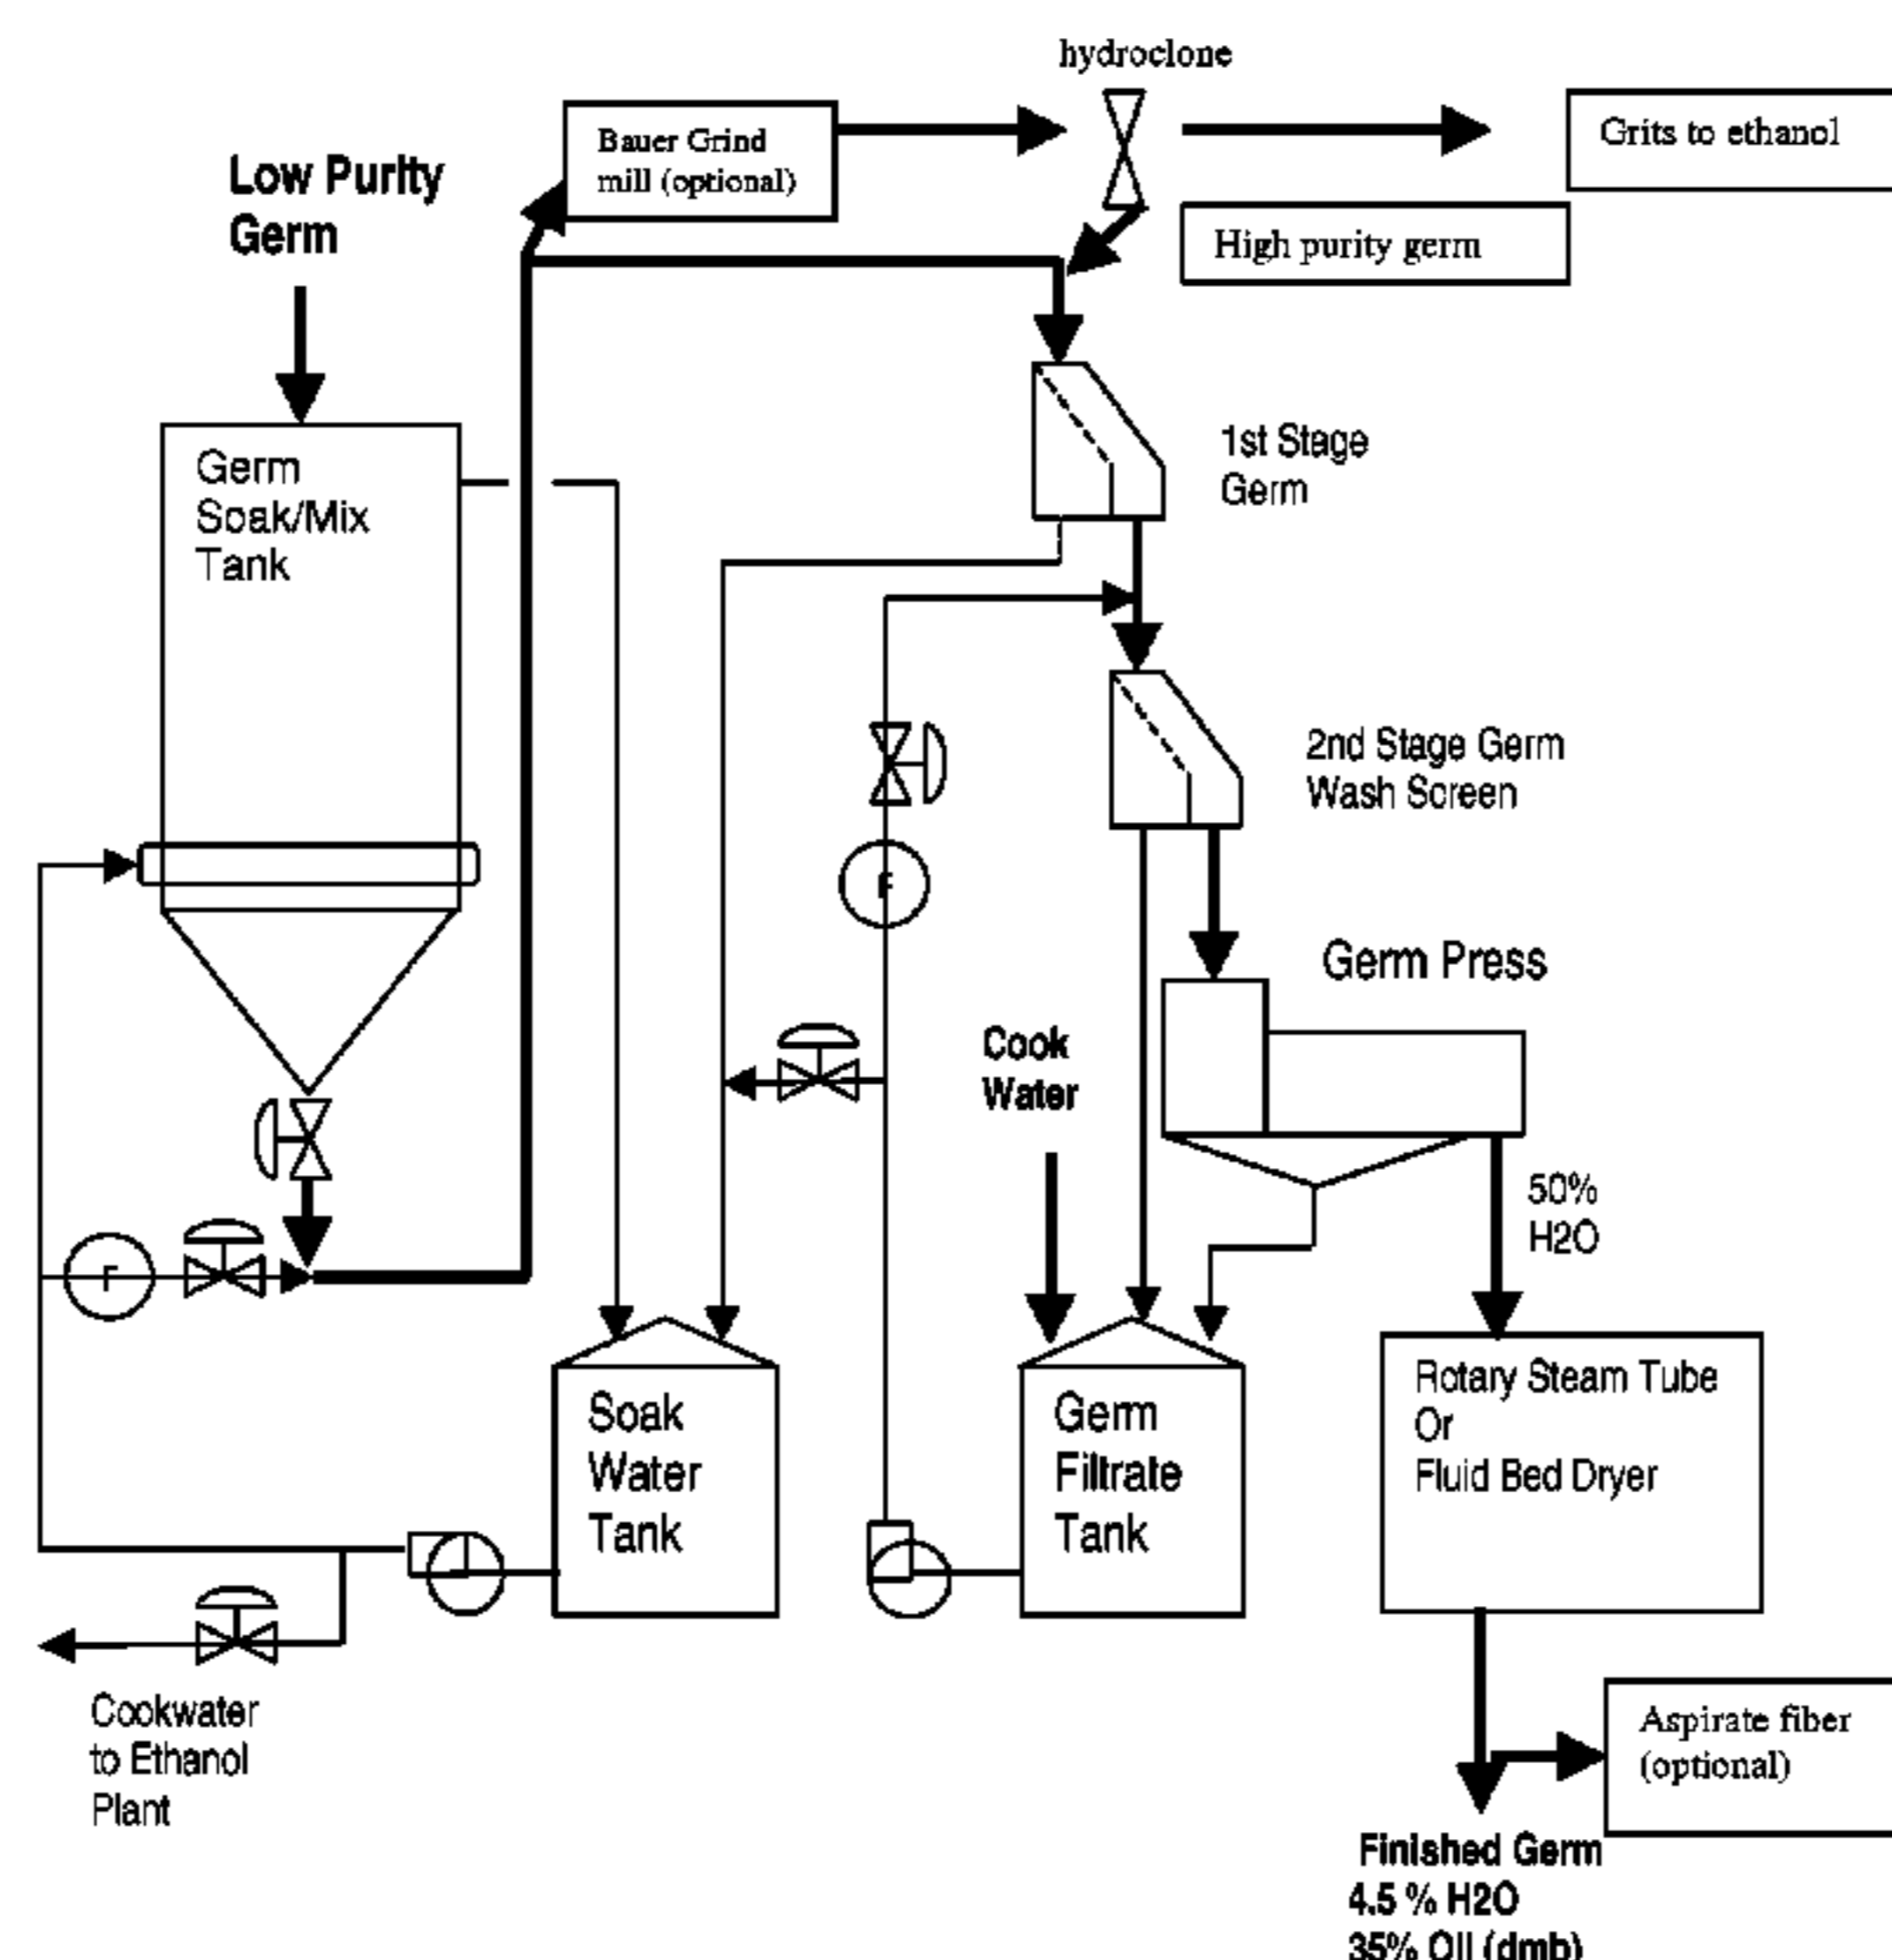 hydroclone
Bauer Grind
mill (optional)
Grits to ethanol
Low Purity
Germ
High purity germ
Germ
Soak/Mix
Tank
1st Stage
Germ
2nd Stage Germ
Wash Screen
F
Germ Press
Cook
Water
50%
H2O
F
Rotary Steam Tube
Or
Fluid Bed Dryer
Soak
Water
Tank
Germ
Filtrate
Tank
Cookwater
to Ethanol
Plant
Aspirate fiber
(optional)
Finished Germ
4.5 % H2O
35% Oil (dmb)